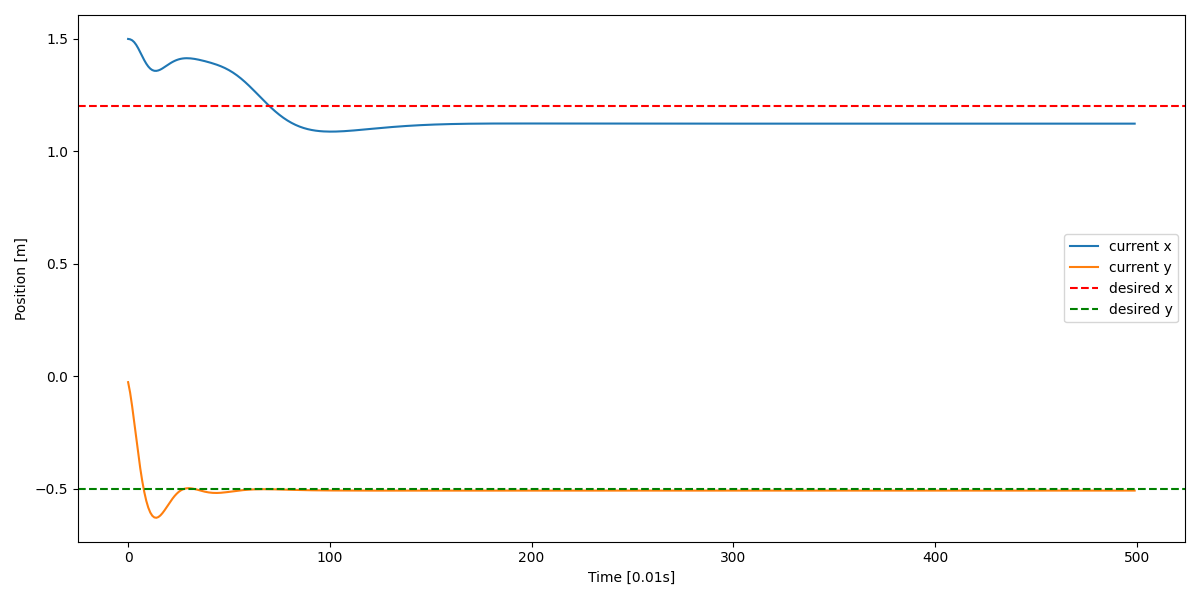 1.5
1.0
0.5
0.0
−0.5
Position [m]
0
100
200
300
400
500
Time [0.01s]
current x
current y
desired x
desired y